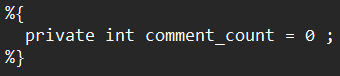 %{
  private int comment_count = 0 ;
%}